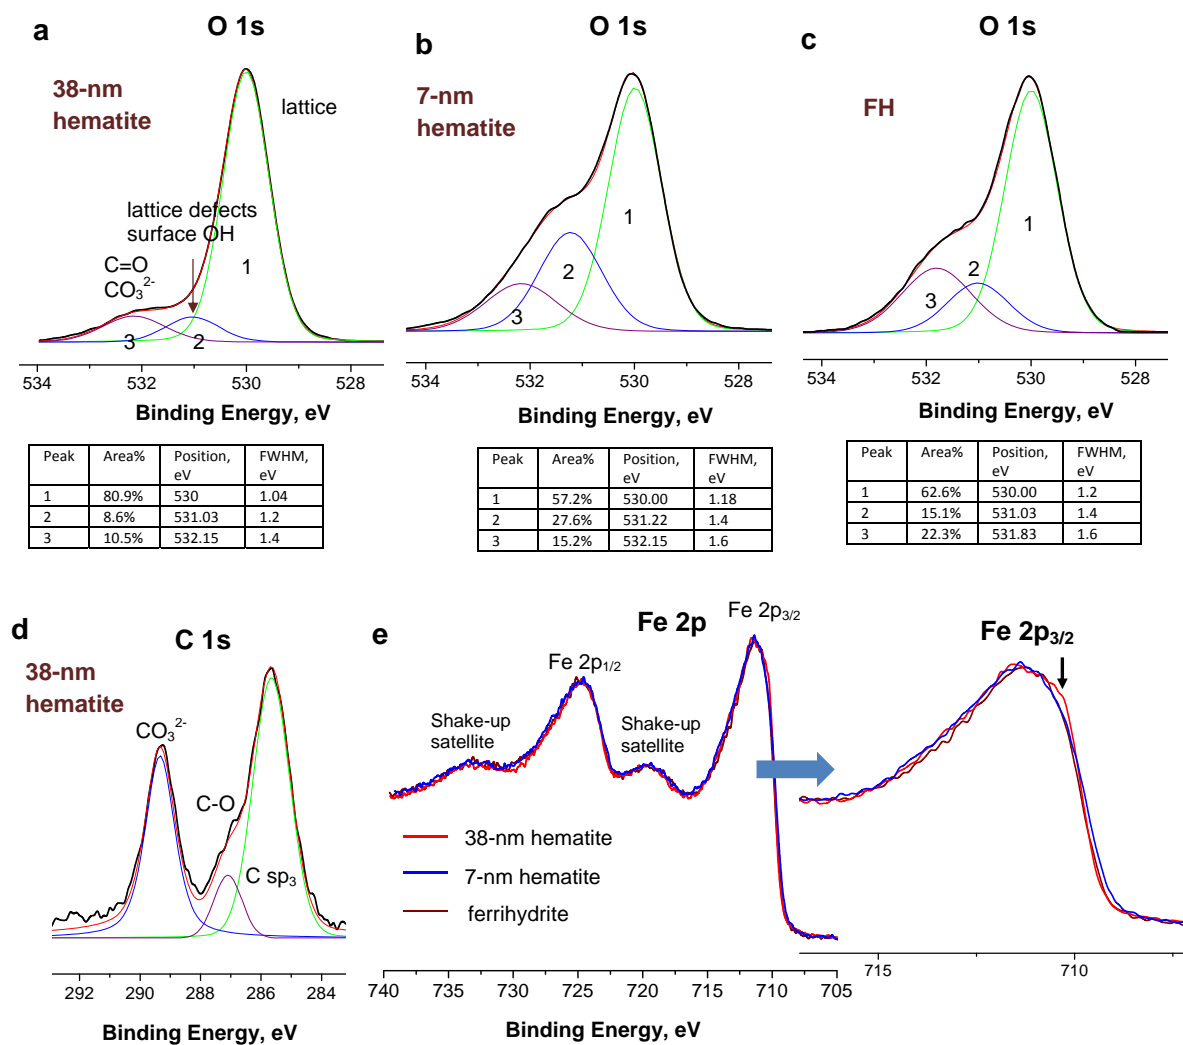 a
O 1s
38-nm
hematite
lattice
lattice defects
surface OH
C=O
CO₃²⁻
1
3
2
534
532
530
528
Binding Energy, eV
Peak Area% Position, eV FWHM, eV
1 80.9% 530 1.04
2 8.6% 531.03 1.2
3 10.5% 532.15 1.4
b
O 1s
7-nm
hematite
1
2
3
534
532
530
528
Binding Energy, eV
Peak Area% Position, eV FWHM, eV
1 57.2% 530.00 1.18
2 27.6% 531.22 1.4
3 15.2% 532.15 1.6
c
O 1s
FH
1
2
3
534
532
530
528
Binding Energy, eV
Peak Area% Position, eV FWHM, eV
1 62.6% 530.00 1.2
2 15.1% 531.03 1.4
3 22.3% 531.83 1.6
d
C 1s
38-nm
hematite
CO₃²⁻
C-O
C sp₃
292
290
288
286
284
Binding Energy, eV
e
Fe 2p
Fe 2p₃/₂
Fe 2p₁/₂
Shake-up
satellite
Shake-up
satellite
38-nm hematite
7-nm hematite
ferrihydrite
740
735
730
725
720
715
710
705
Binding Energy, eV
Fe 2p₃/₂
715
710